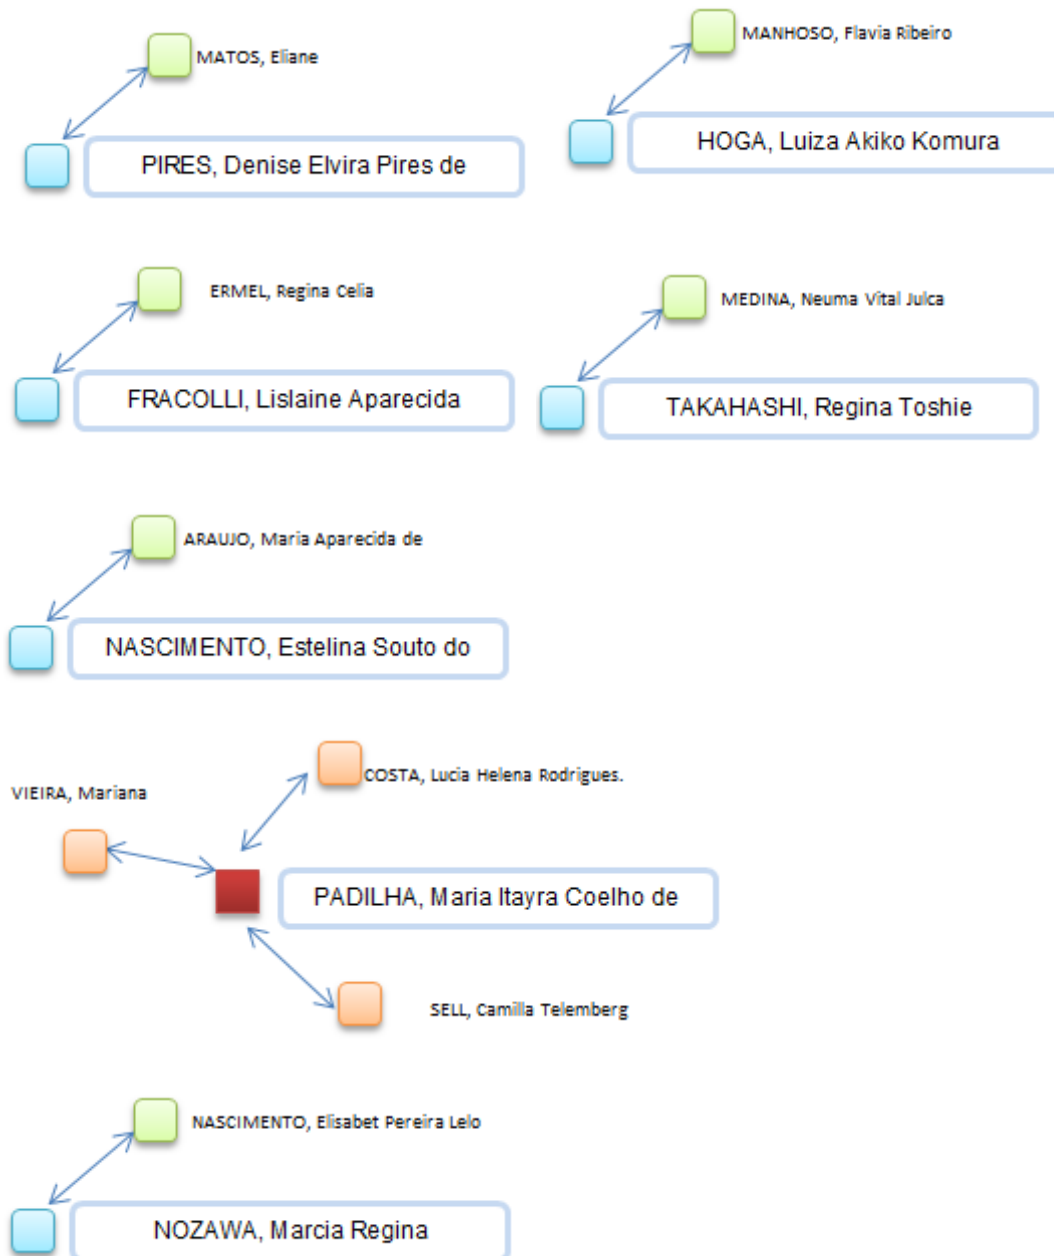 MATOS, Eliane
MANHOSO, Flavia Ribeiro
PIRES, Denise Elvira Pires de
HOGA, Luiza Akiko Komura
ERMEL, Regina Celia
MEDINA, Neuma Vital Julca
FRACOLLI, Lislaine Aparecida
TAKAHASHI, Regina Toshie
ARAUJO, Maria Aparecida de
NASCIMENTO, Estelina Souto do
COSTA, Lucia Helena Rodrigues.
VIEIRA, Mariana
PADILHA, Maria Itayra Coelho de
SELL, Camilla Telemberg
NASCIMENTO, Elisabet Pereira Lelo
NOZAWA, Marcia Regina